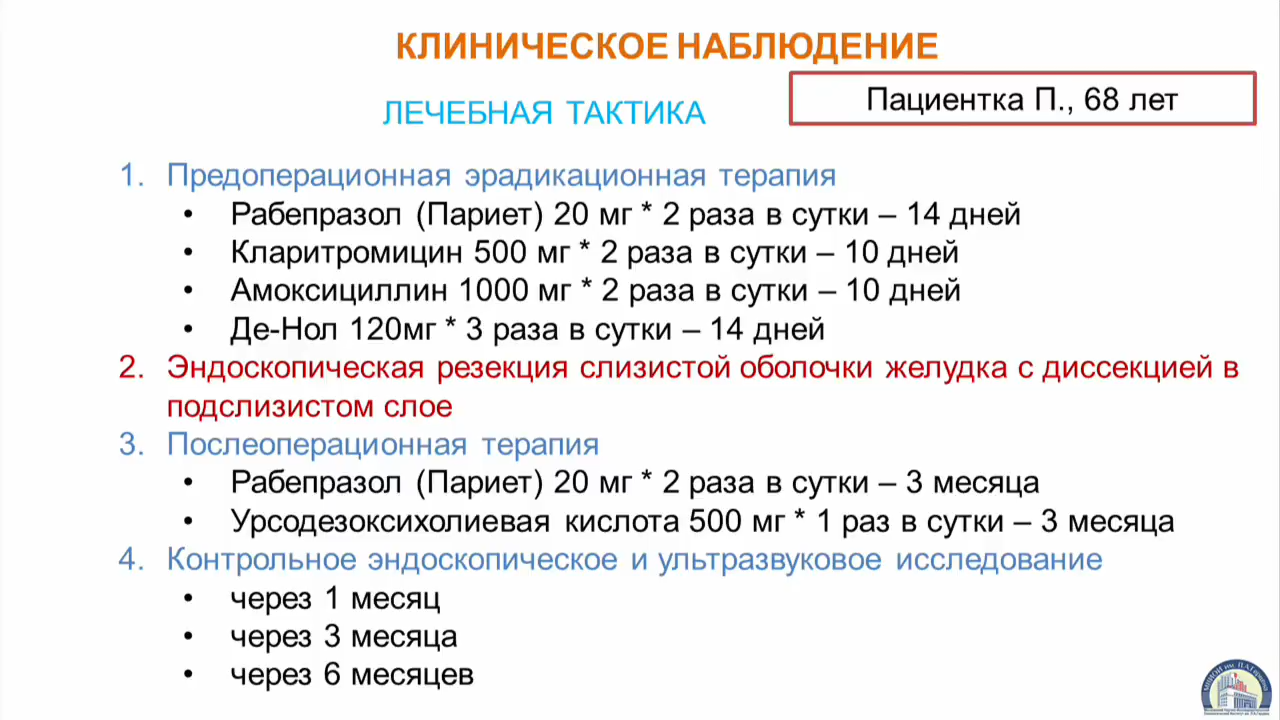 КЛИНИЧЕСКОЕ НАБЛЮДЕНИЕ
ЛЕЧЕБНАЯ ТАКТИКА
Пациентка П., 68 лет
1. Предоперационная эрадикационная терапия
• Рабепразол (Париет) 20 мг * 2 раза в сутки – 14 дней
• Кларитромицин 500 мг * 2 раза в сутки – 10 дней
• Амоксициллин 1000 мг * 2 раза в сутки – 10 дней
• Де-Нол 120мг * 3 раза в сутки – 14 дней
2. Эндоскопическая резекция слизистой оболочки желудка с диссекцией в
подслизистом слое
3. Послеоперационная терапия
• Рабепразол (Париет) 20 мг * 2 раза в сутки – 3 месяца
• Урсодезоксихолиевая кислота 500 мг * 1 раз в сутки – 3 месяца
4. Контрольное эндоскопическое и ультразвуковое исследование
• через 1 месяц
• через 3 месяца
• через 6 месяцев